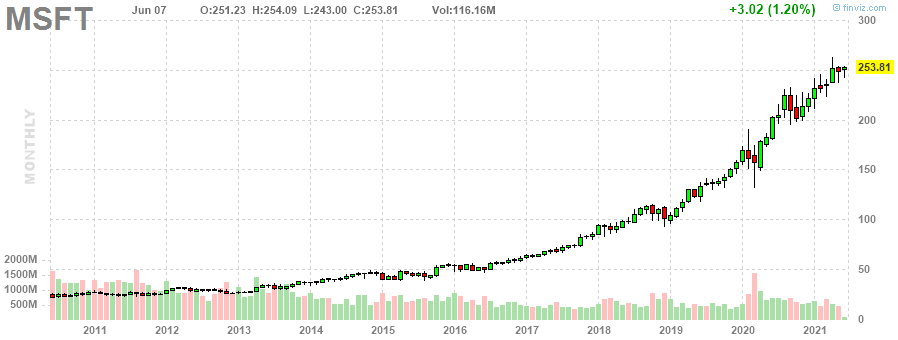 MSFT Jun 07 O:251.23 H:254.09 L:243.00 C:253.81 Vol:116.16M +3.02 (1.20%) finviz.com
300
253.81
200
150
100
50
0
MONTHLY
2000M
1500M
1000M
500M
2011 2012 2013 2014 2015 2016 2017 2018 2019 2020 2021